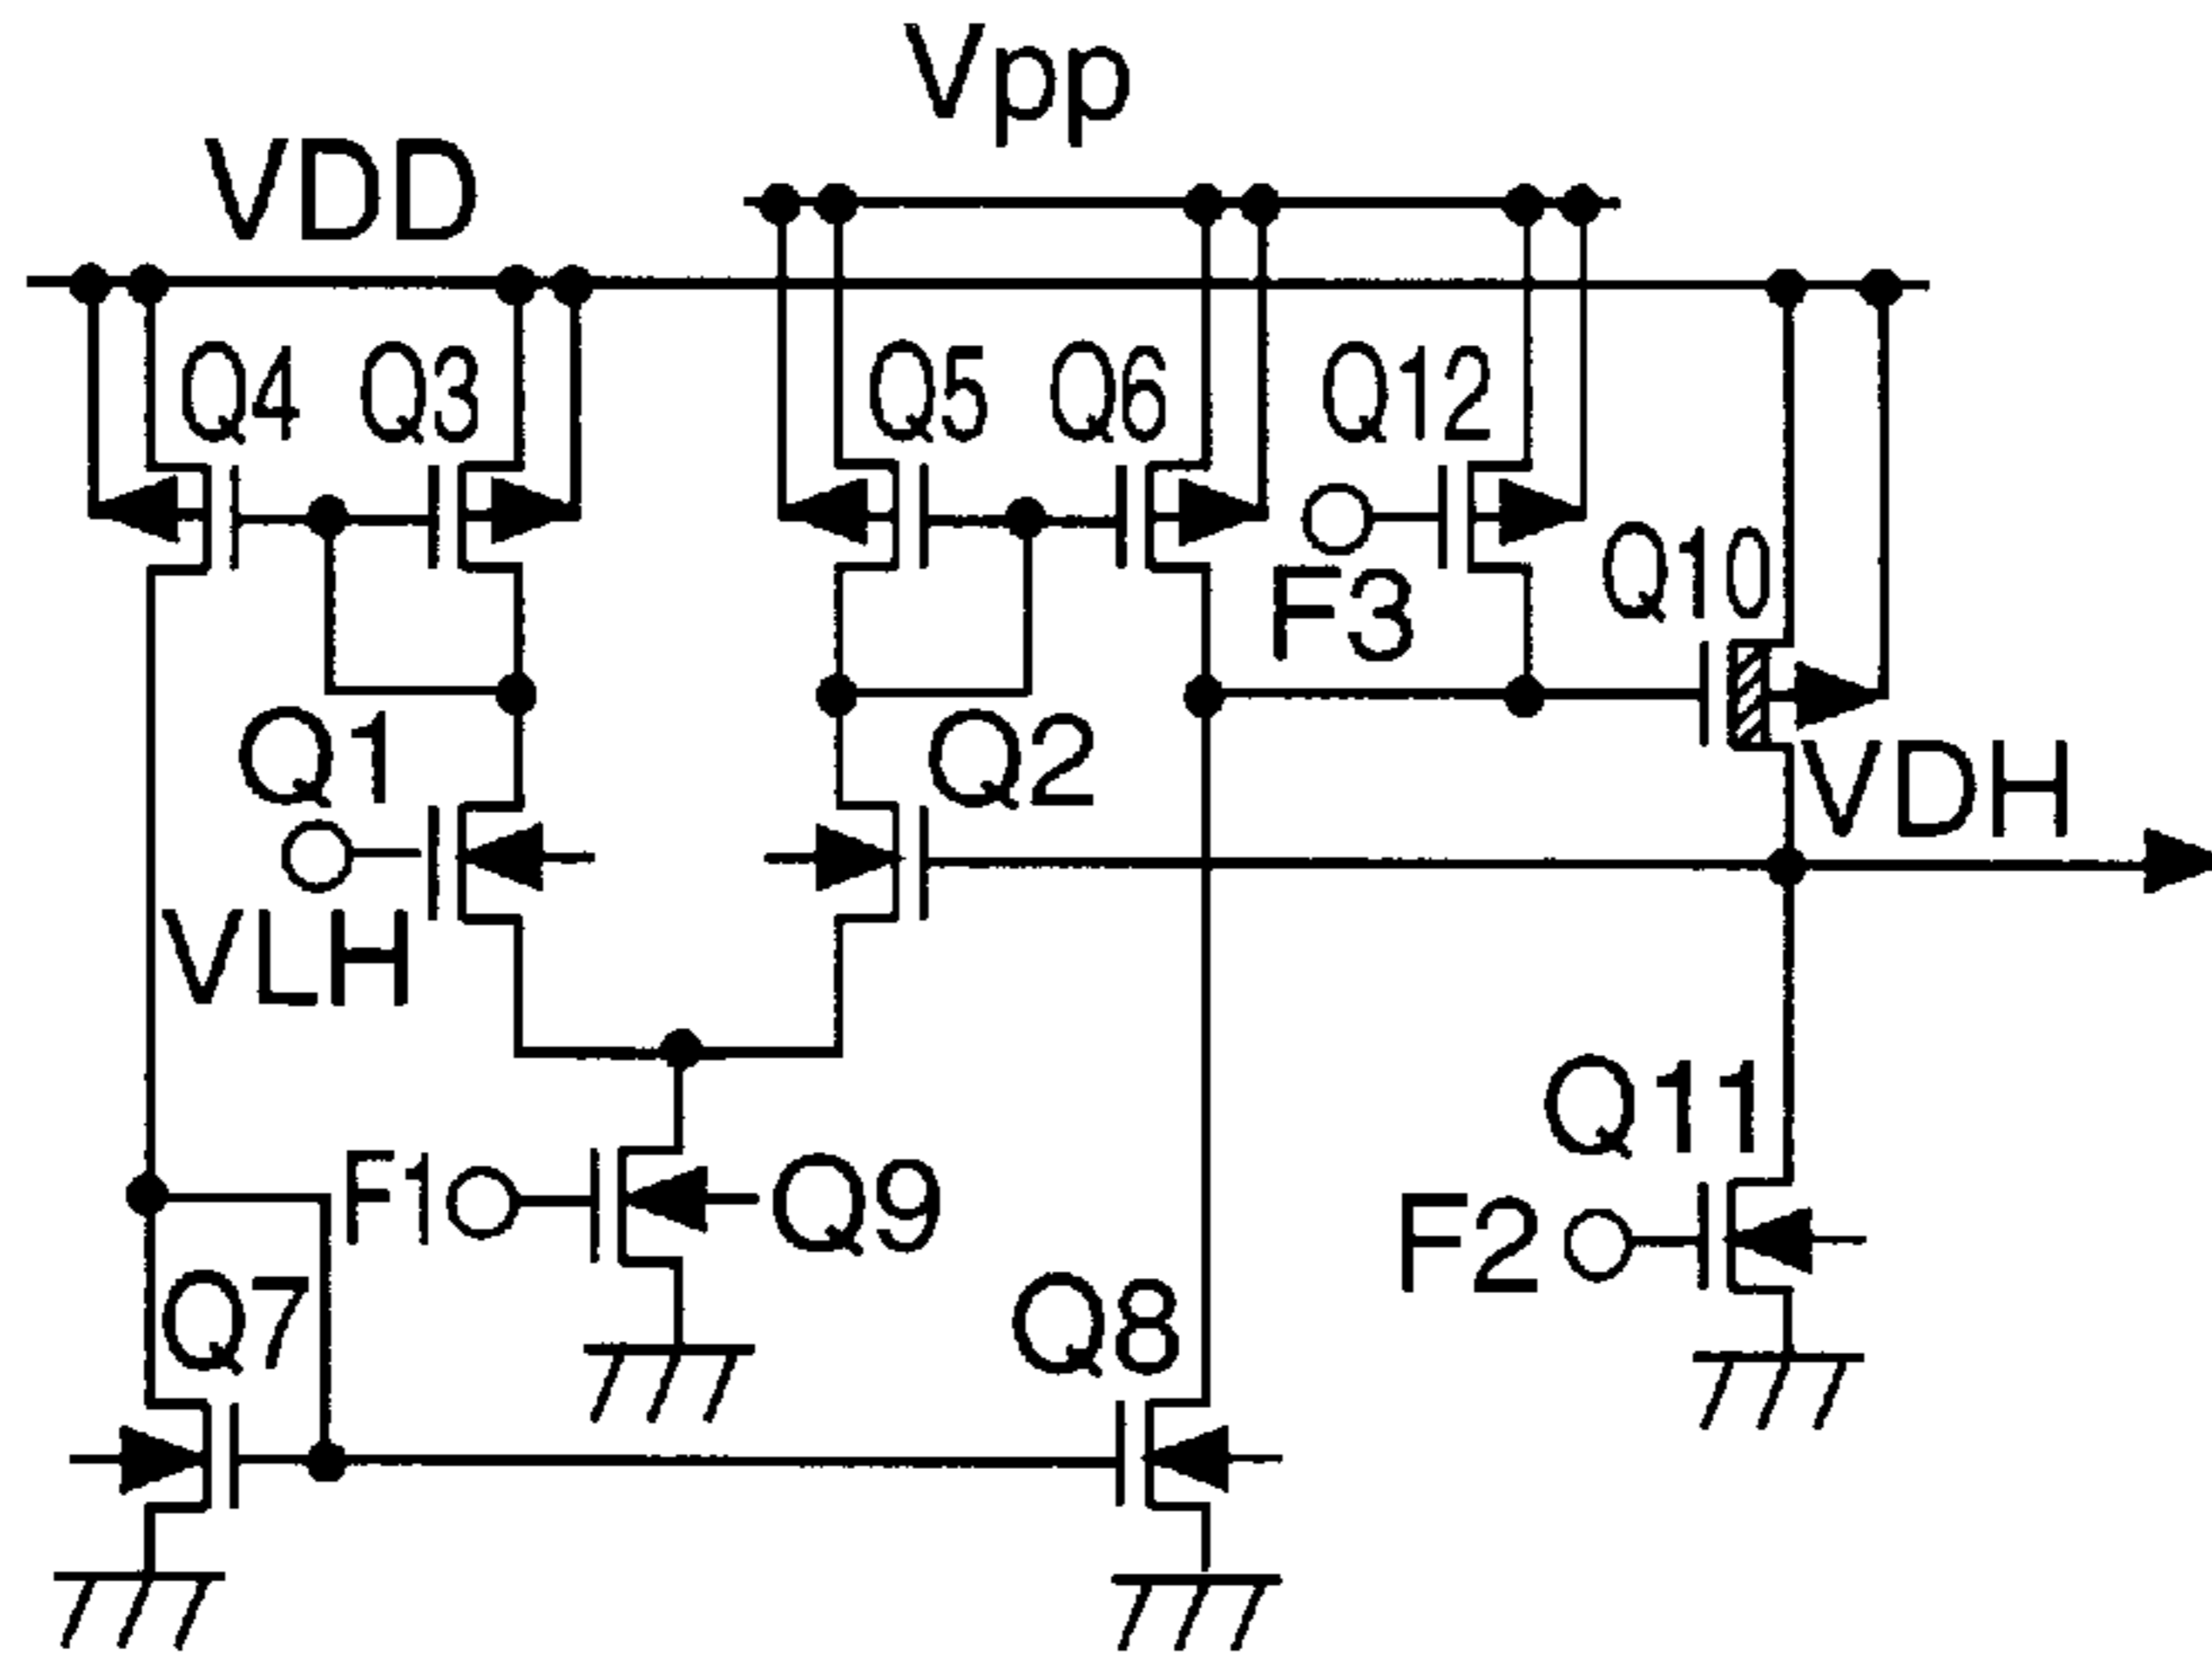 Vpp
VDD
Q4 Q3 Q5 Q6 Q12
Q10
F3
Q1 Q2 VDH
VLH
Q11
F1 Q9
F2
Q7 Q8